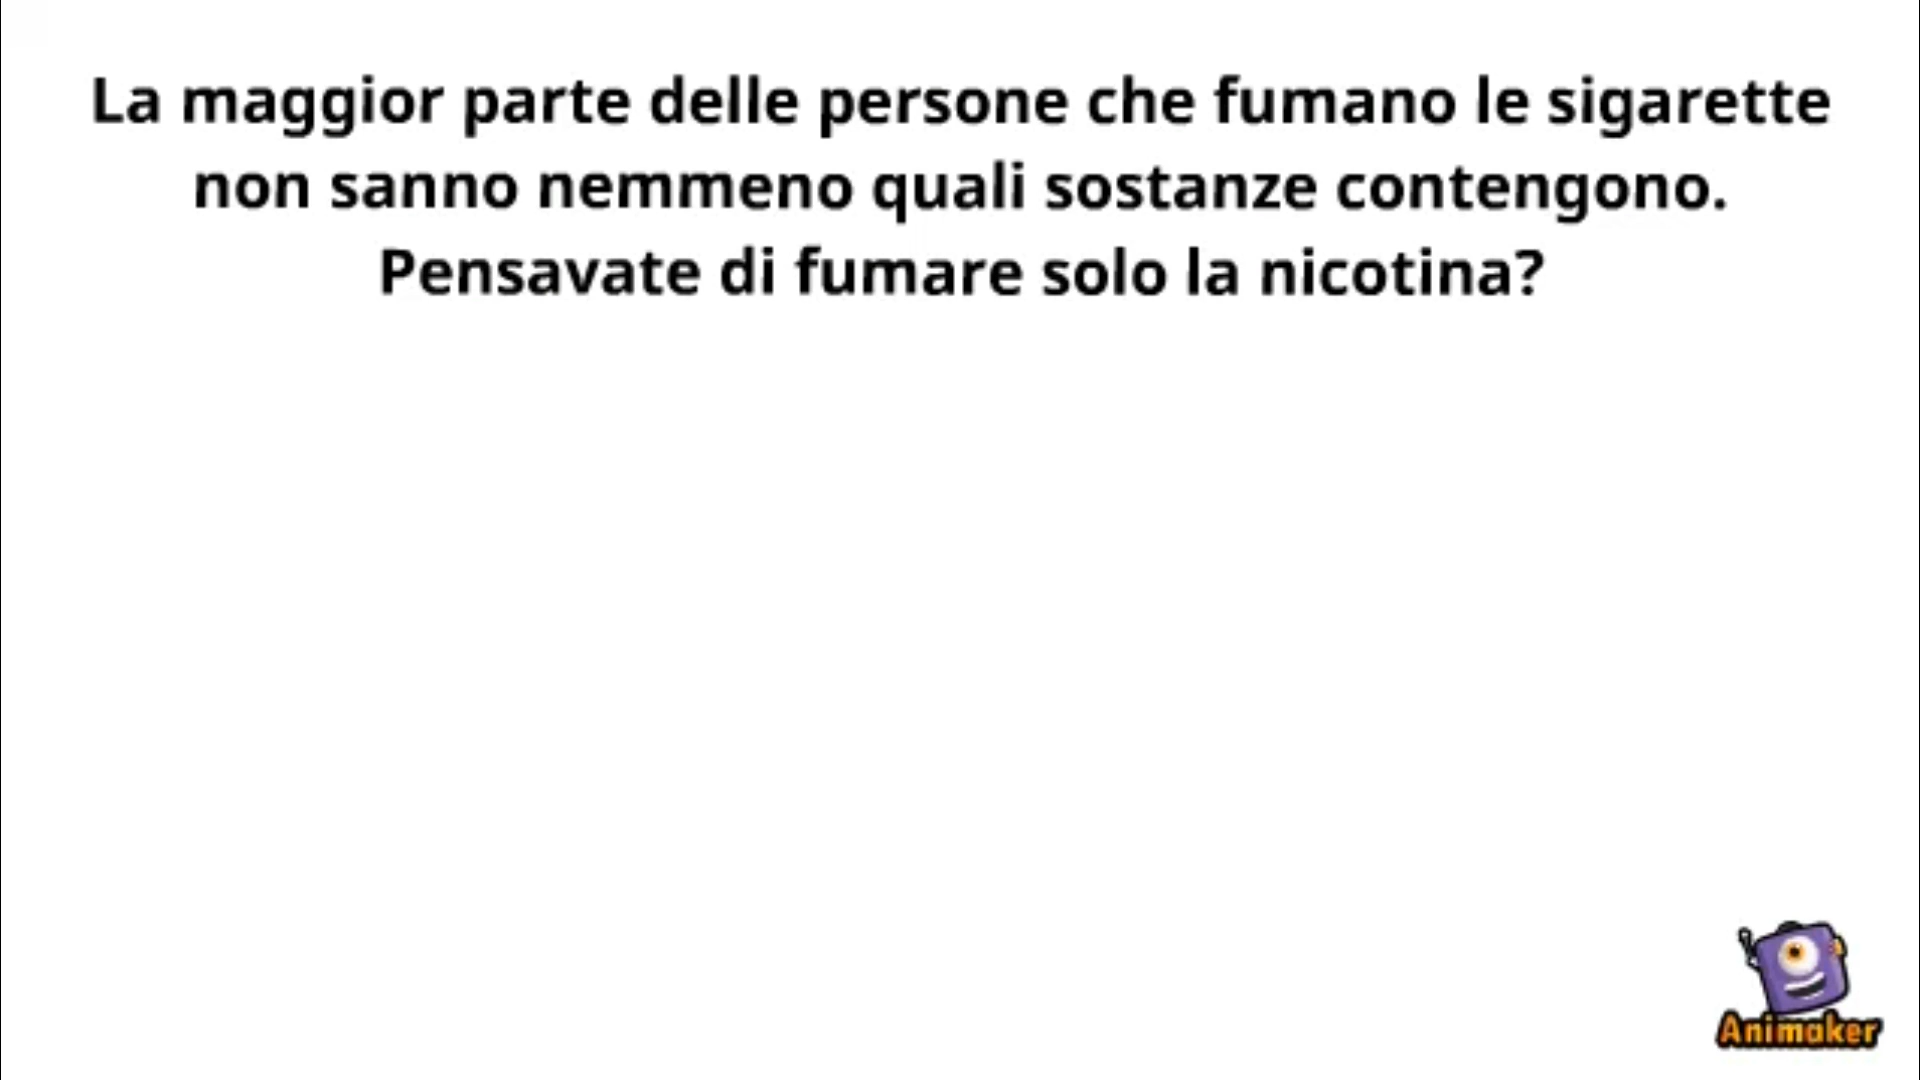 La maggior parte delle persone che fumano le sigarette
non sanno nemmeno quali sostanze contengono.
Pensavate di fumare solo la nicotina?
Animaker